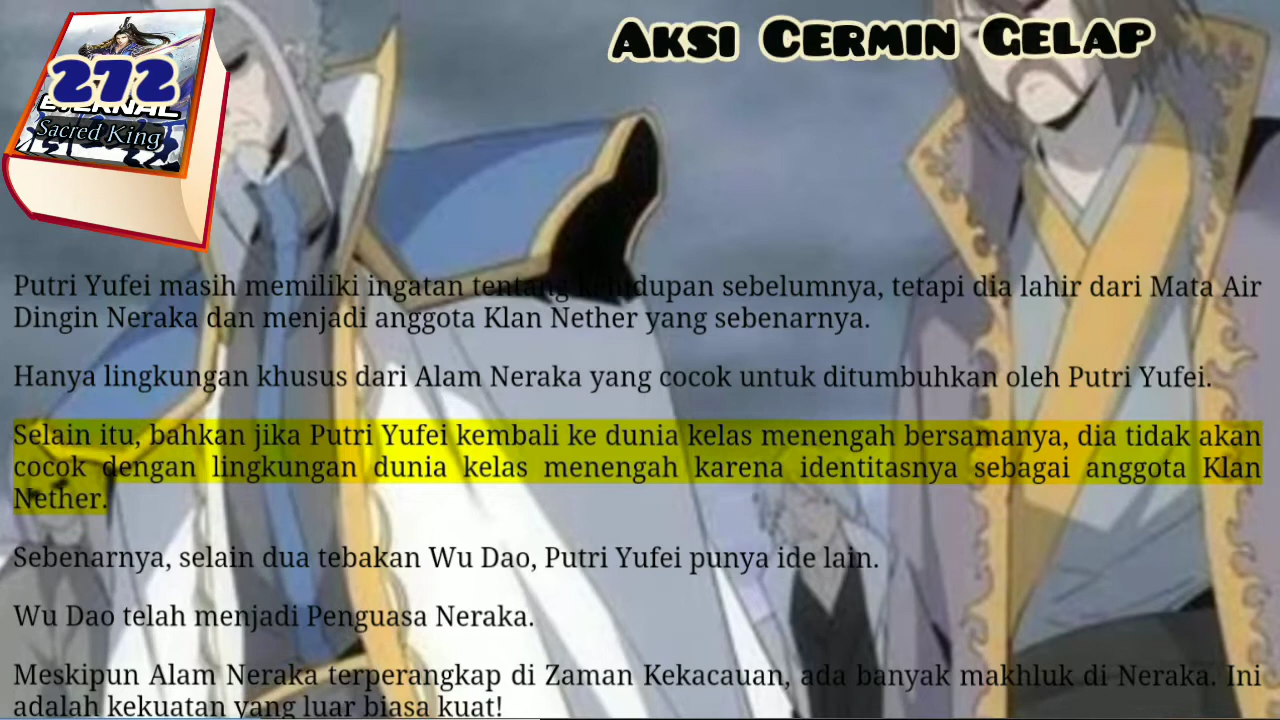 Aksi Cermin Gelap
272
ETERNAL
Sacred King
Putri Yufei masih memiliki ingatan tentang kehidupan sebelumnya, tetapi dia lahir dari Mata Air
Dingin Neraka dan menjadi anggota Klan Nether yang sebenarnya.
Hanya lingkungan khusus dari Alam Neraka yang cocok untuk ditumbuhkan oleh Putri Yufei.
Selain itu, bahkan jika Putri Yufei kembali ke dunia kelas menengah bersamanya, dia tidak akan
cocok dengan lingkungan dunia kelas menengah karena identitasnya sebagai anggota Klan
Nether.
Sebenarnya, selain dua tebakan Wu Dao, Putri Yufei punya ide lain.
Wu Dao telah menjadi Penguasa Neraka.
Meskipun Alam Neraka terperangkap di Zaman Kekacauan, ada banyak makhluk di Neraka. Ini
adalah kekuatan yang luar biasa kuat!